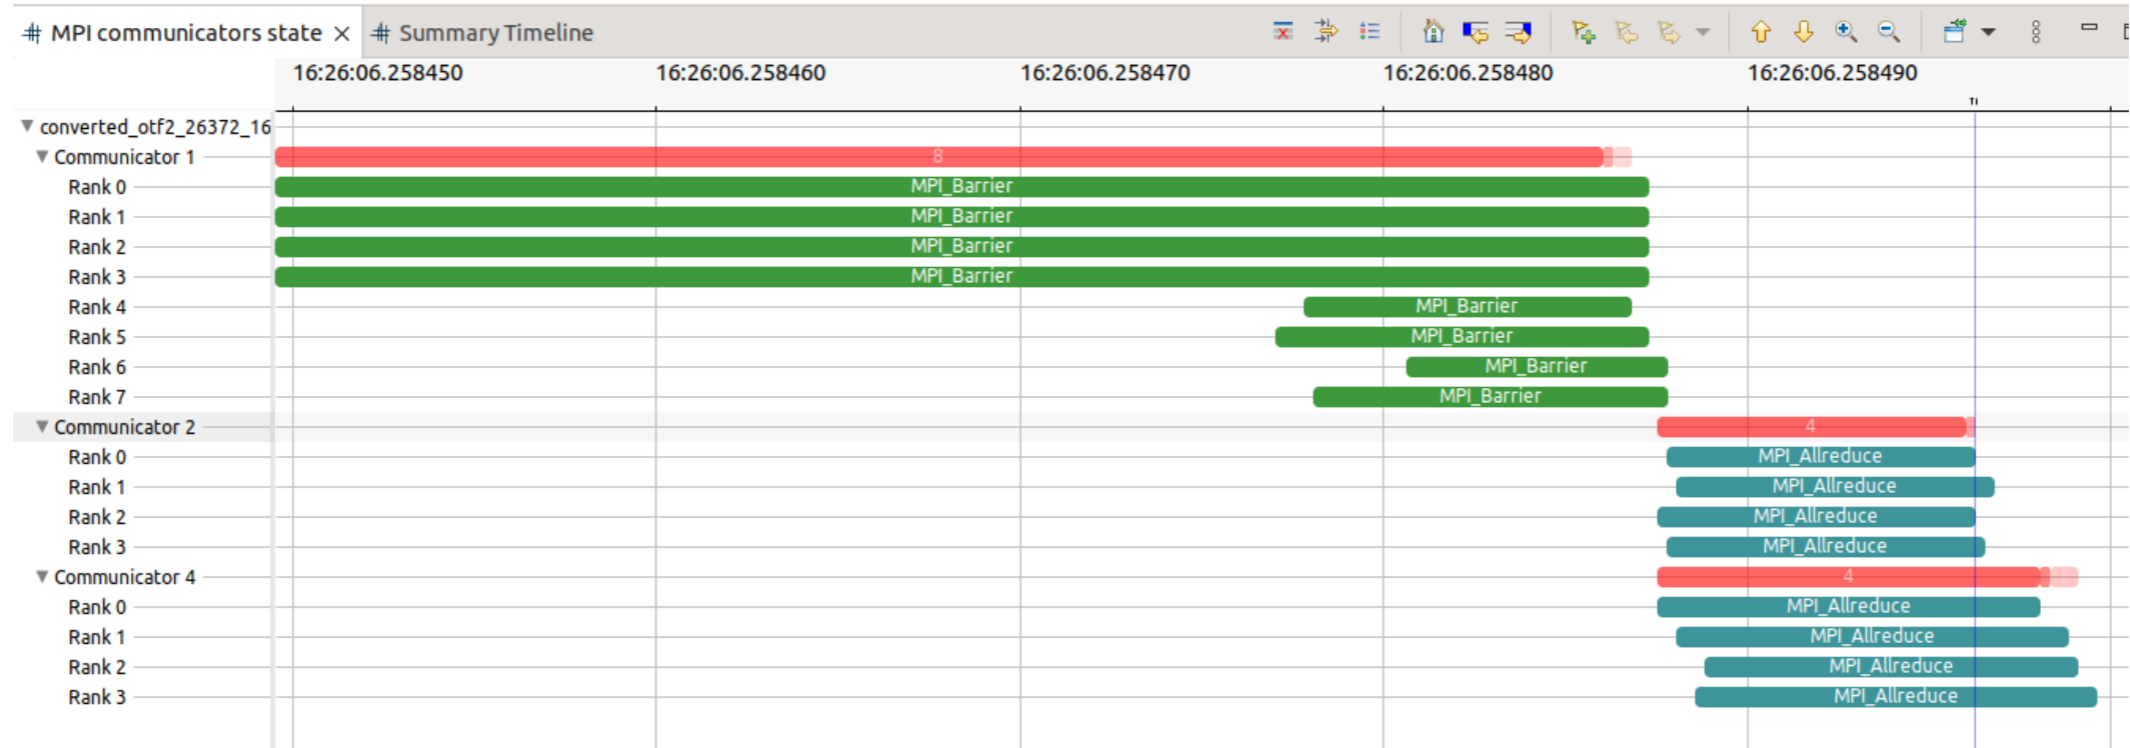 MPI communicators state Summary Timeline
16:26:06.258450 16:26:06.258460 16:26:06.258470 16:26:06.258480 16:26:06.258490
converted_otf2_26372_16
Communicator 1 8
Rank 0 MPI_Barrier
Rank 1 MPI_Barrier
Rank 2 MPI_Barrier
Rank 3 MPI_Barrier
Rank 4 MPI_Barrier
Rank 5 MPI_Barrier
Rank 6 MPI_Barrier
Rank 7 MPI_Barrier
Communicator 2 4
Rank 0 MPI_Allreduce
Rank 1 MPI_Allreduce
Rank 2 MPI_Allreduce
Rank 3 MPI_Allreduce
Communicator 4 4
Rank 0 MPI_Allreduce
Rank 1 MPI_Allreduce
Rank 2 MPI_Allreduce
Rank 3 MPI_Allreduce